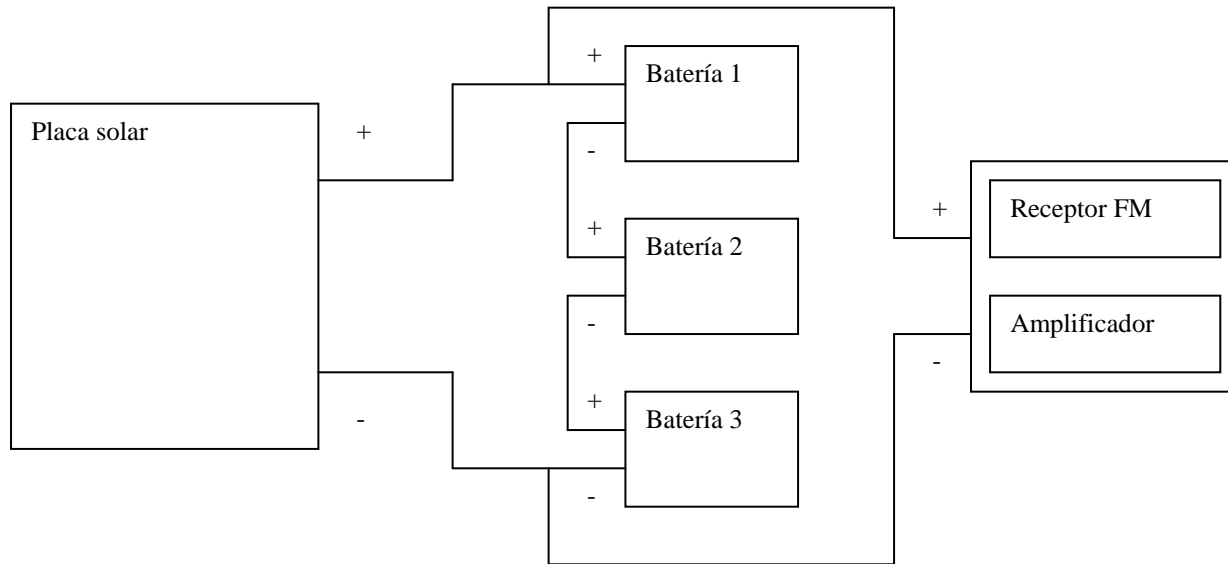 Placa solar
+
-
+
Batería 1
-
+
Batería 2
-
+
Batería 3
-
+
Receptor FM
Amplificador
-